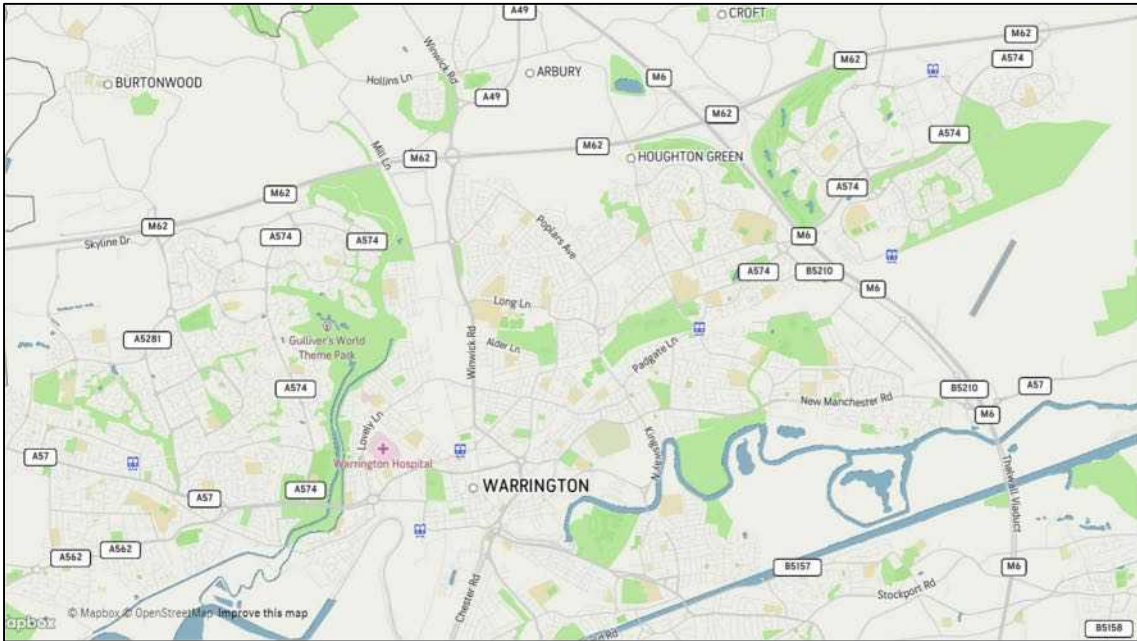 A49
CROFT
M62
A574
BURTONWOOD
Hollins Ln
Winwick Rd
ARBURY
M6
M62
A49
M62
A574
Mill Ln
M62
M62
HOUGHTON GREEN
M62
A574
M62
Skyline Dr
A574
A574
Poplars Ave
M6
A574
B5210
M6
Long Ln
A5281
Gulliver's World
Theme Park
Alder Ln
Winwick Rd
Padgate Ln
A574
B5210
A57
New Manchester Rd
M6
Lovely Ln
Kingsway N
A57
Warrington Hospital
Thelwall Viaduct
A57
A574
WARRINGTON
A562
A562
B5157
M6
Stockport Rd
Chester Rd
© Mapbox © OpenStreetMap Improve this map
apbox
B5158